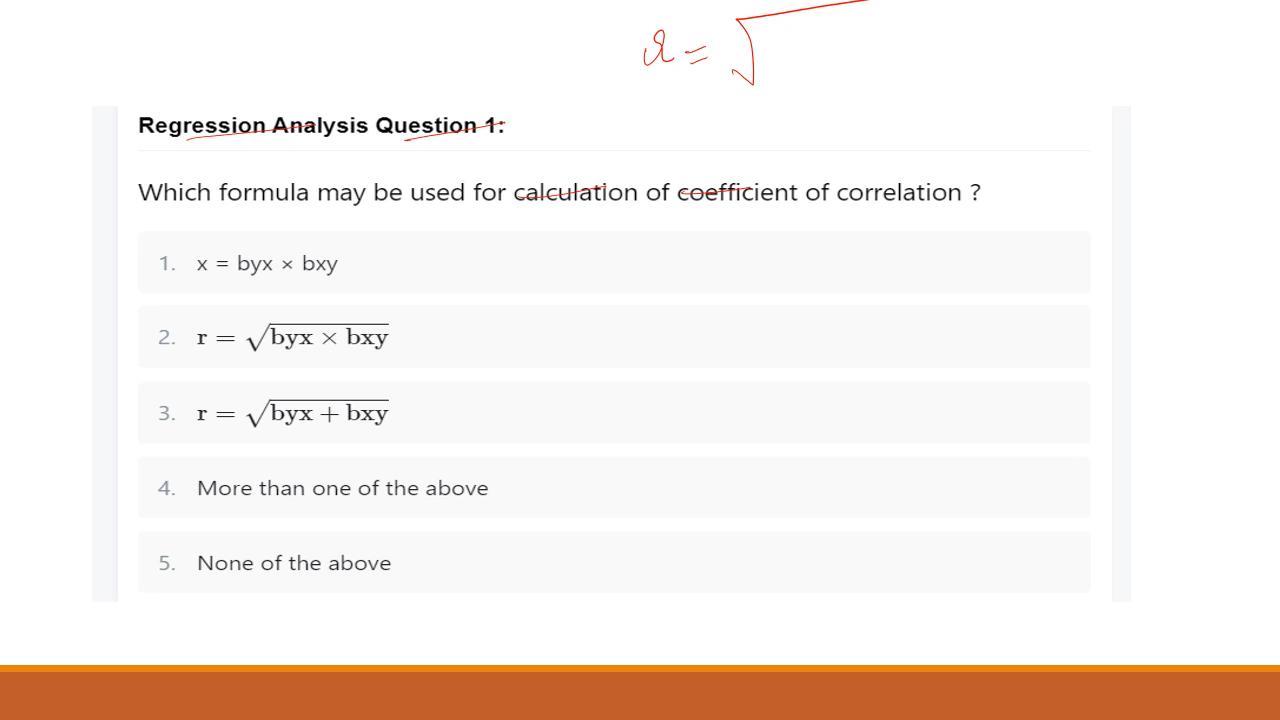 r = √
Regression Analysis Question 1:
Which formula may be used for calculation of coefficient of correlation ?
1. x = byx × bxy
2. r = √byx × bxy
3. r = √byx + bxy
4. More than one of the above
5. None of the above